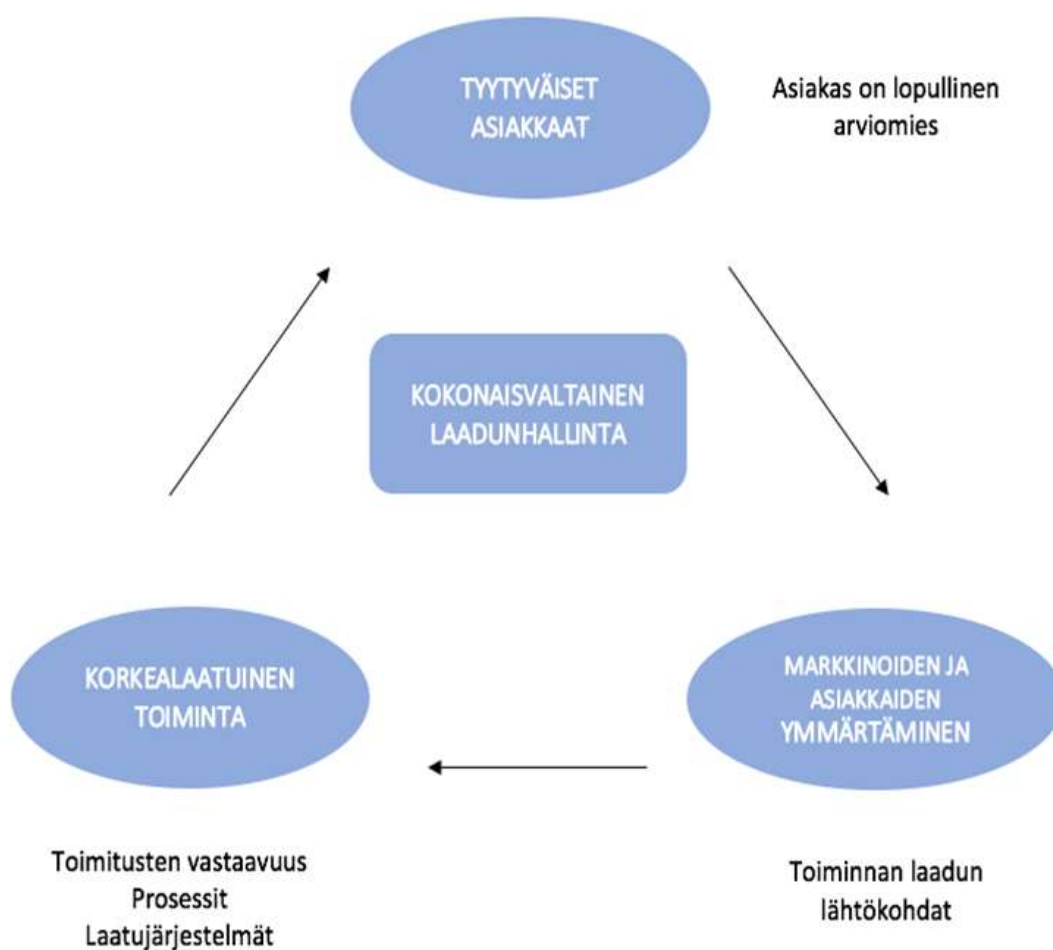 TYYTYVÄISET
ASIAKKAAT
Asiakas on lopullinen
arviomies
KOKONAISVALTAINEN
LAADUNHALLINTA
KORKEALAATUINEN
TOIMINTA
MARKKINOIDEN JA
ASIAKKAIDEN
YMMÄRTÄMINEN
Toimitusten vastaavuus
Prosessit
Laatujärjestelmät
Toiminnan laadun
lähtökohdat